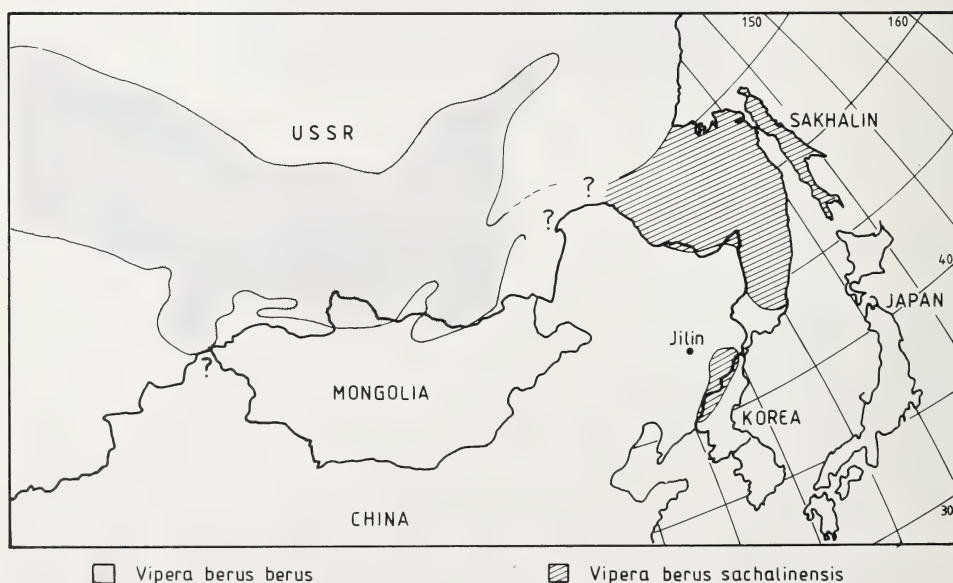 150
160
USSR
?
SAKHALIN
?
40
JAPAN
Jilin
?
MONGOLIA
KOREA
CHINA
30
Vipera berus berus
Vipera berus sachalinensis